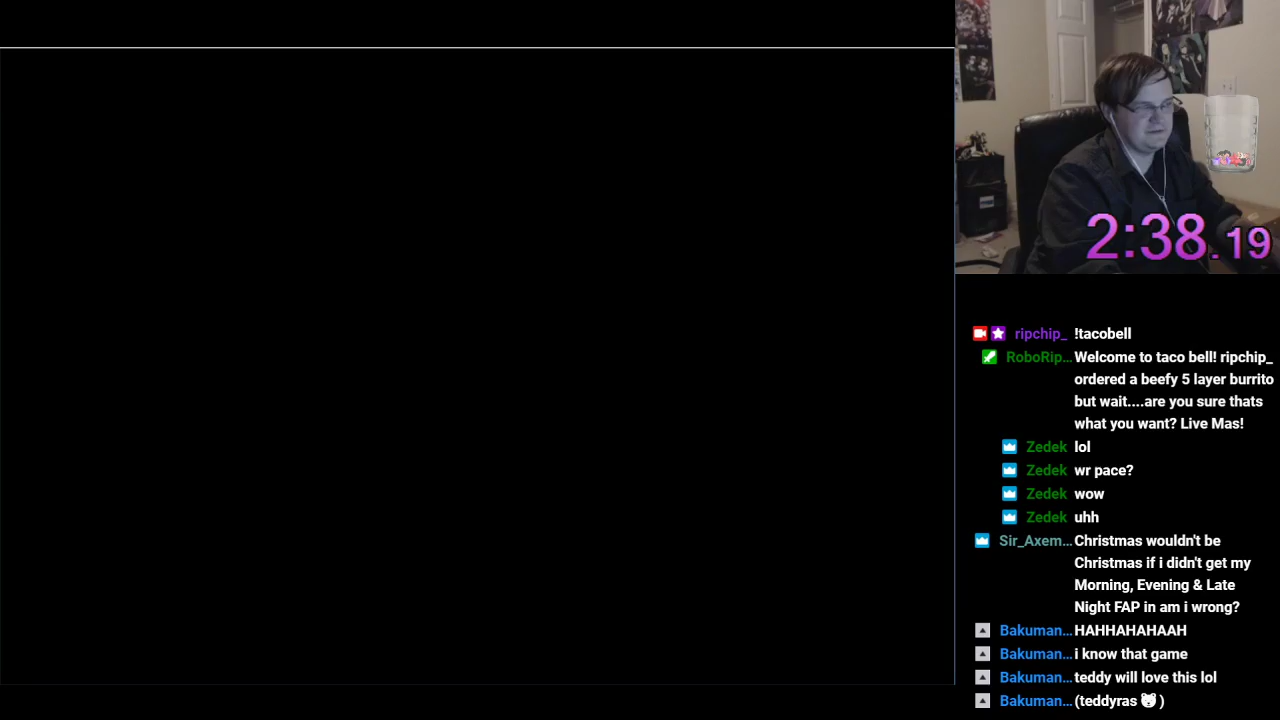 2:38.19
ripchip_ !tacobell
RoboRip... Welcome to taco bell! ripchip_
ordered a beefy 5 layer burrito
but wait....are you sure thats
what you want? Live Mas!
Zedek lol
Zedek wr pace?
Zedek wow
Zedek uhh
Sir_Axem... Christmas wouldn't be
Christmas if i didn't get my
Morning, Evening & Late
Night FAP in am i wrong?
Bakuman... HAHHAHAHAAH
Bakuman... i know that game
Bakuman... teddy will love this lol
Bakuman... (teddyras 🐻 )